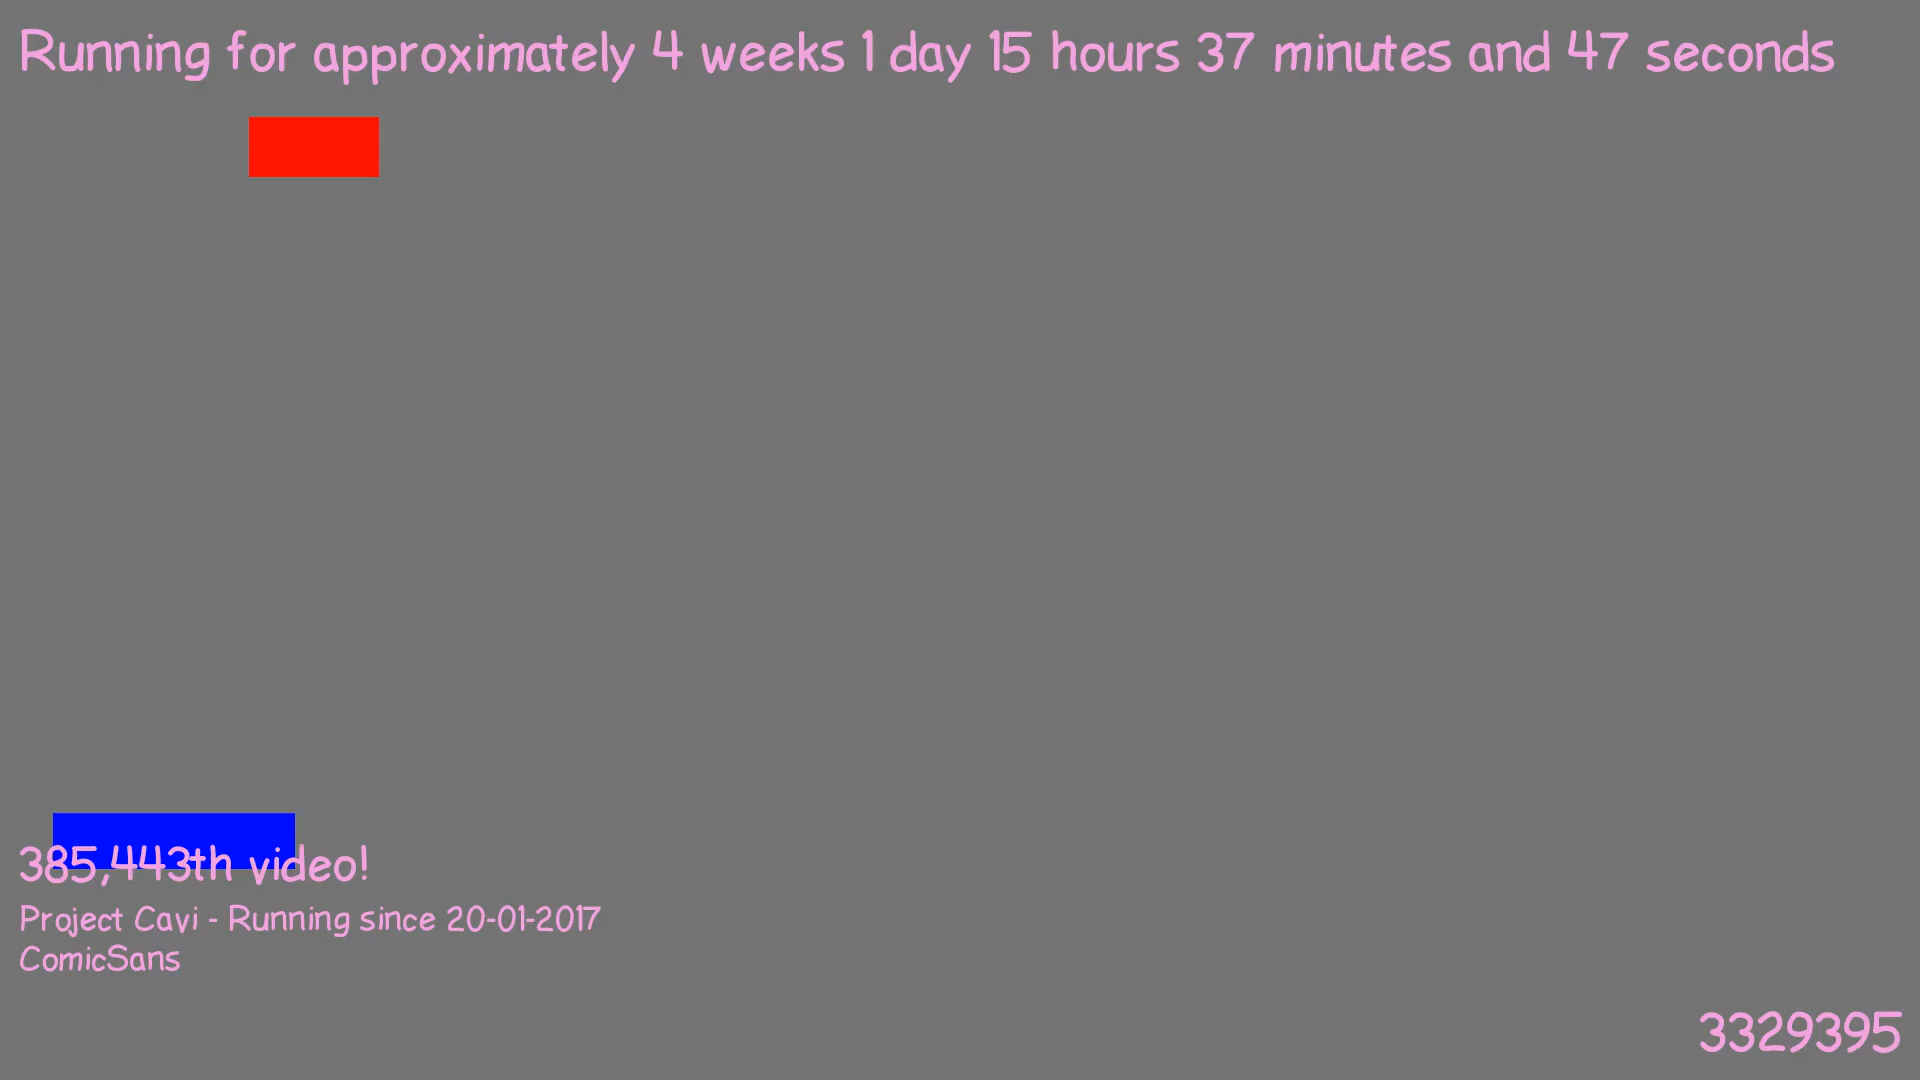 Running for approximately 4 weeks 1 day 15 hours 37 minutes and 47 seconds
385,443th video!
Project Cavi - Running since 20-01-2017
ComicSans
3329395